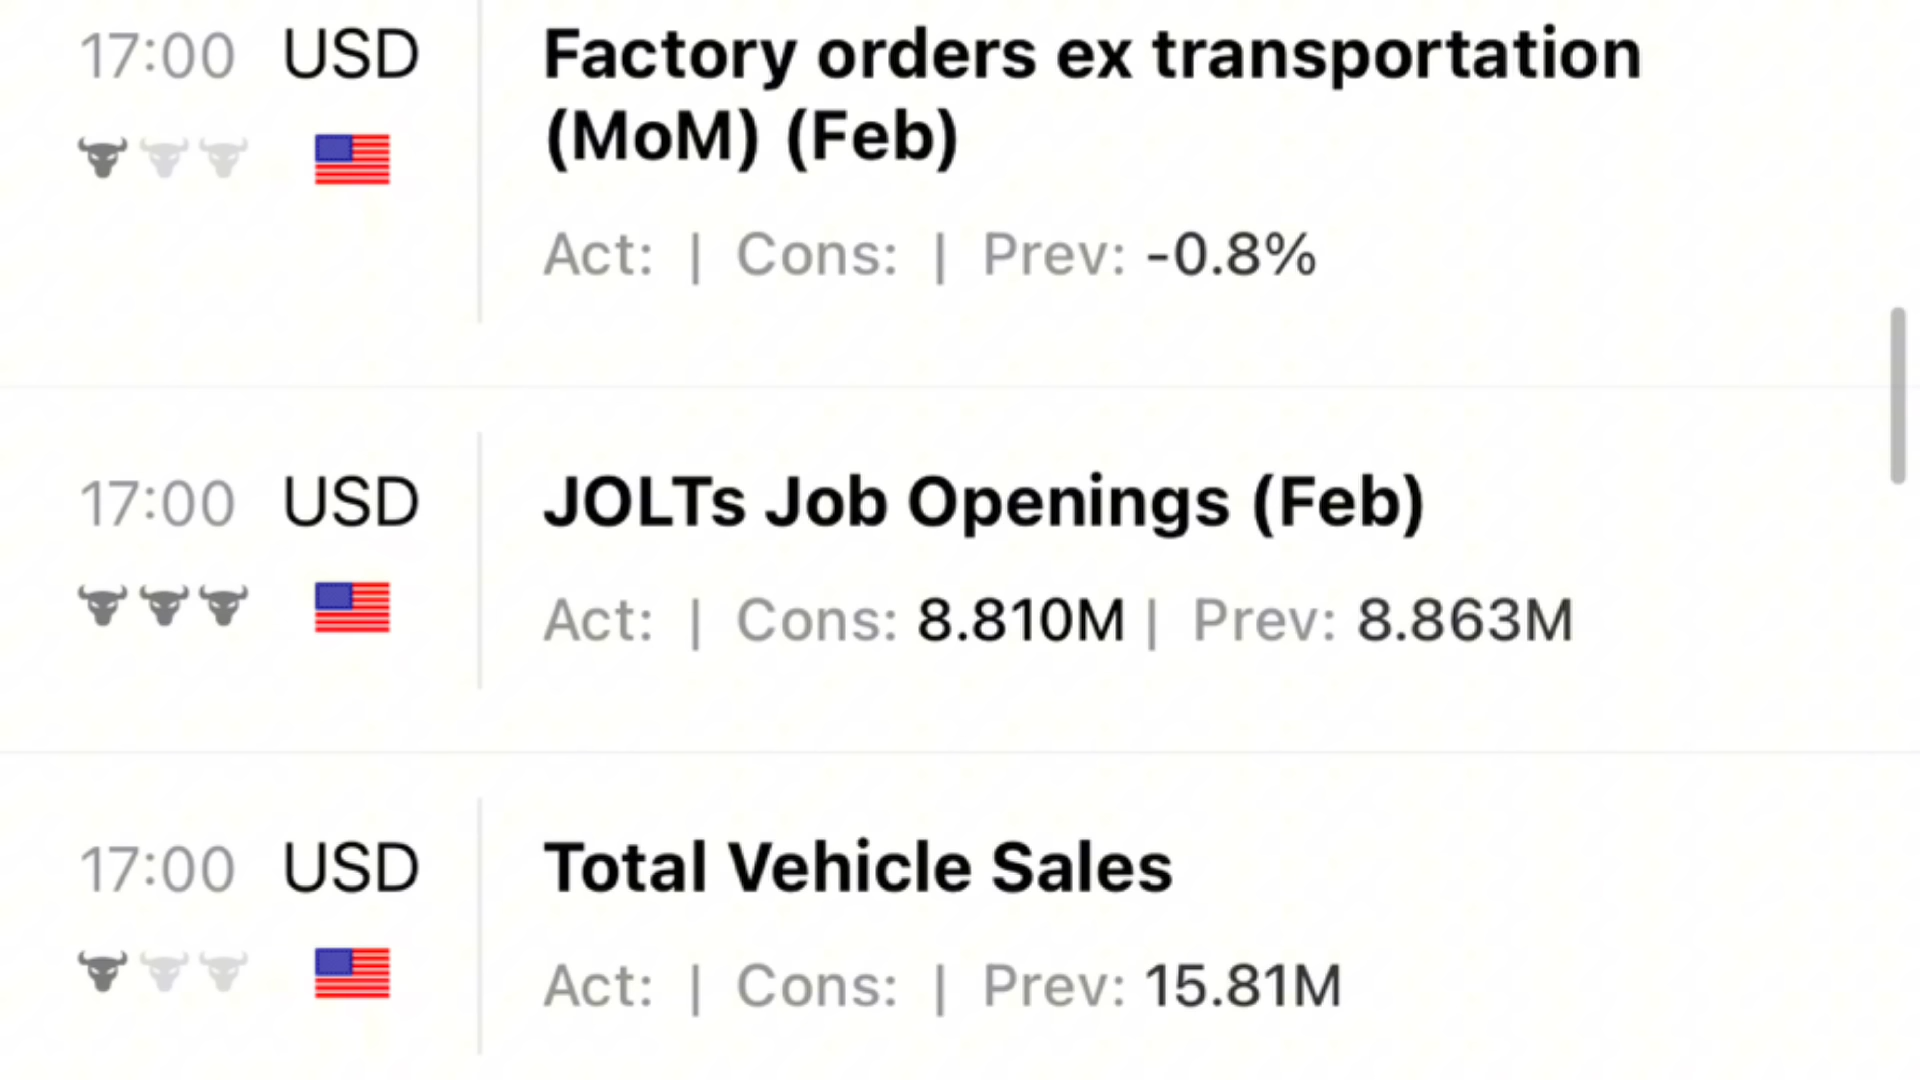 17:00 USD
Factory orders ex transportation
(MoM) (Feb)
Act: | Cons: | Prev: -0.8%
17:00 USD
JOLTs Job Openings (Feb)
Act: | Cons: 8.810M | Prev: 8.863M
17:00 USD
Total Vehicle Sales
Act: | Cons: | Prev: 15.81M